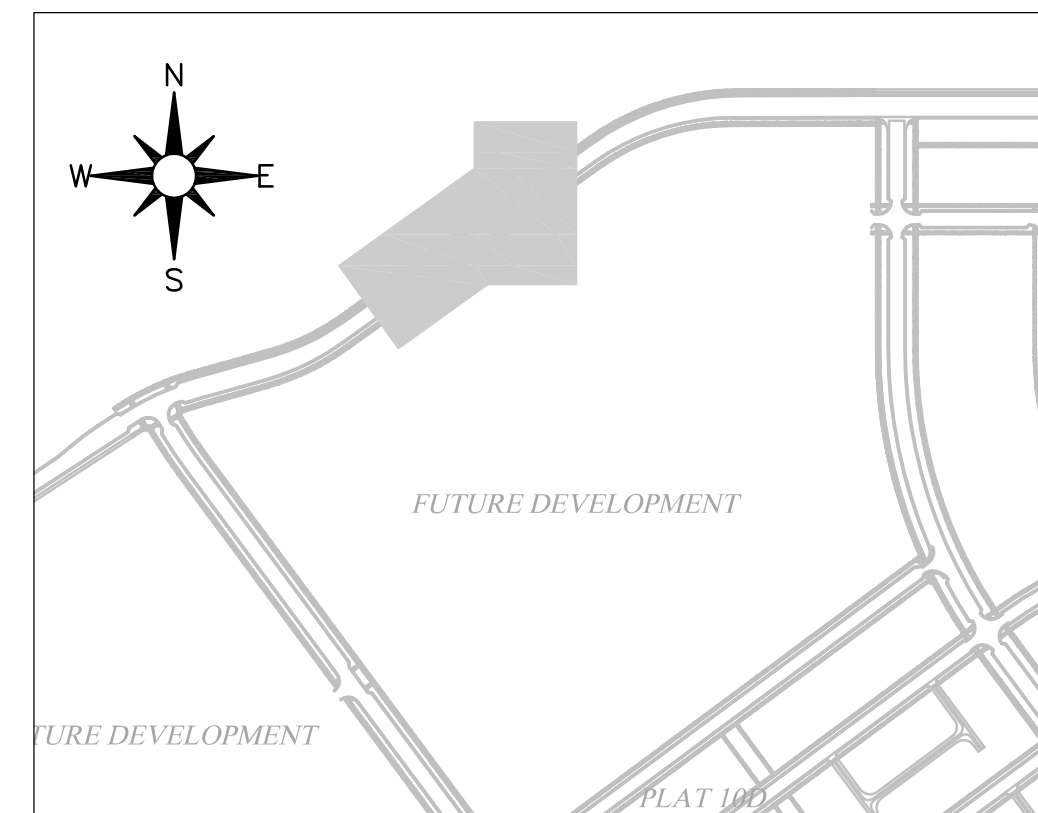 N
W E
S
FUTURE DEVELOPMENT
TURE DEVELOPMENT
PLAT 10D